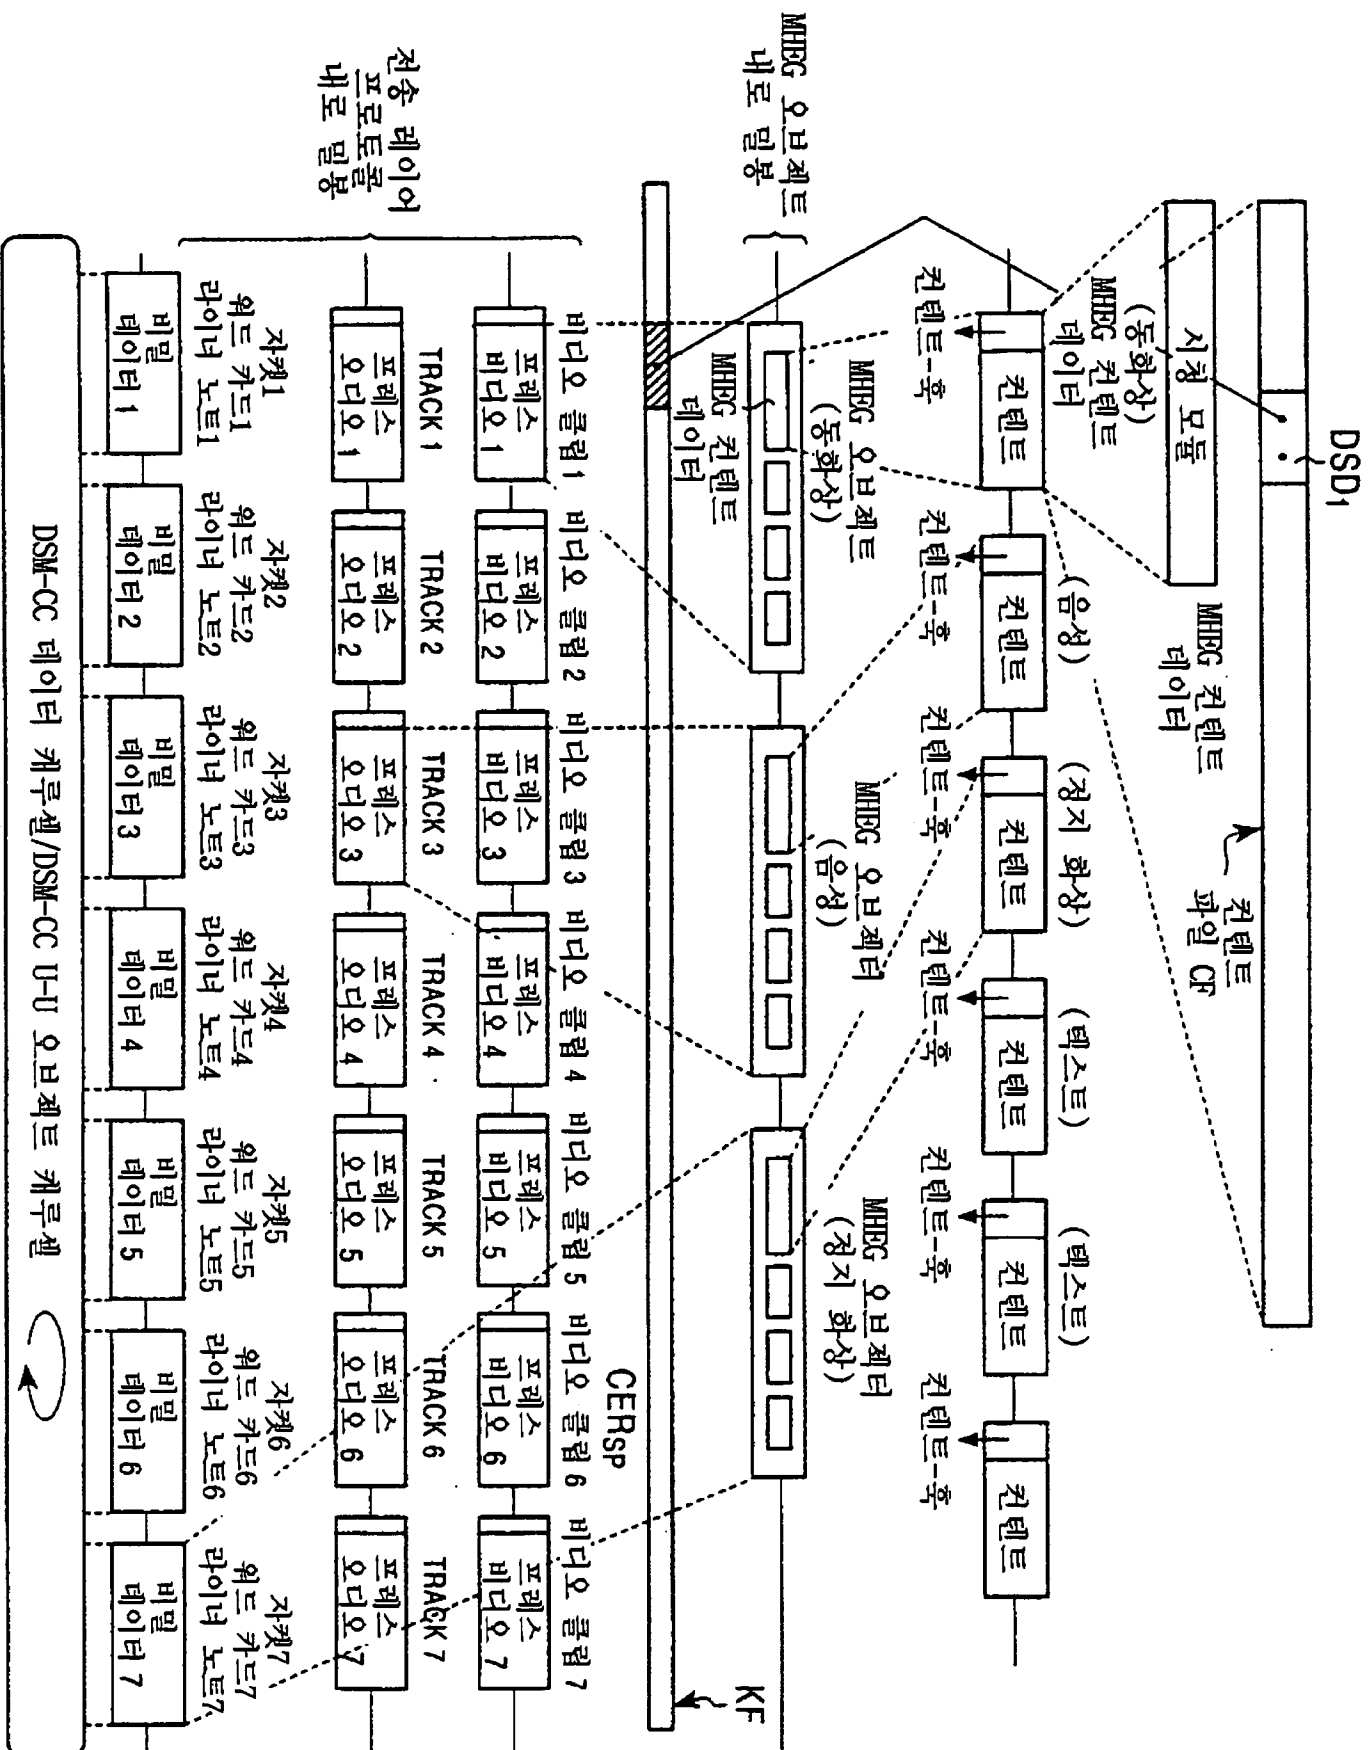 DSD1
컨텐트
파일 CF
시청 모듈
MHEG 컨텐트
데이터
MHEG 컨텐트
데이터
(동화상)
(음성)
(정지 화상)
(텍스트)
(텍스트)
컨텐트
컨텐트
컨텐트
컨텐트
컨텐트
컨텐트
컨텐트-훅
컨텐트-훅
컨텐트-훅
컨텐트-훅
컨텐트-훅
컨텐트-훅
MHEG 오브젝트
(동화상)
MHEG 오브젝터
(음성)
MHEG 오브젝터
(정지 화상)
MHEG 오브젝트
내로 밀봉
MHEG 컨텐트
데이터
KF
CERSP
비디오 클립1
비디오 클립2
비디오 클립3
비디오 클립4
비디오 클립5
비디오 클립6
비디오 클립7
프레스
비디오 1
프레스
비디오 2
프레스
비디오 3
프레스
비디오 4
프레스
비디오 5
프레스
비디오 6
프레스
비디오 7
전송 레이어
프로토콜
내로 밀봉
TRACK 1
TRACK 2
TRACK 3
TRACK 4
TRACK 5
TRACK 6
TRACK 7
프레스
오디오 1
프레스
오디오 2
프레스
오디오 3
프레스
오디오 4
프레스
오디오 5
프레스
오디오 6
프레스
오디오 7
자켓1
워드 카드1
라이너 노트1
자켓2
워드 카드2
라이너 노트2
자켓3
워드 카드3
라이너 노트3
자켓4
워드 카드4
라이너 노트4
자켓5
워드 카드5
라이너 노트5
자켓6
워드 카드6
라이너 노트6
자켓7
워드 카드7
라이너 노트7
비밀
데이터 1
비밀
데이터 2
비밀
데이터 3
비밀
데이터 4
비밀
데이터 5
비밀
데이터 6
비밀
데이터 7
DSM-CC 데이터 캐루셀/DSM-CC U-U 오브젝트 캐루셀